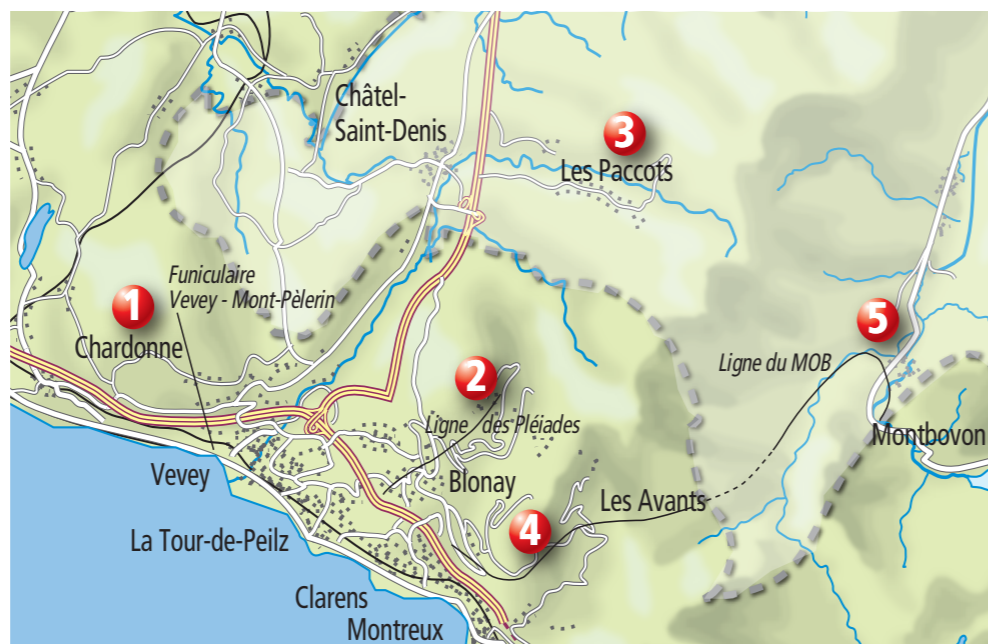 Châtel-
Saint-Denis
3
Les Paccots
Funiculaire
Vevey - Mont-Pèlerin
1
Chardonne
5
Ligne du MOB
2
Ligne des Pléiades
Montbovon
Vevey
Blonay
Les Avants
4
La Tour-de-Peilz
Clarens
Montreux